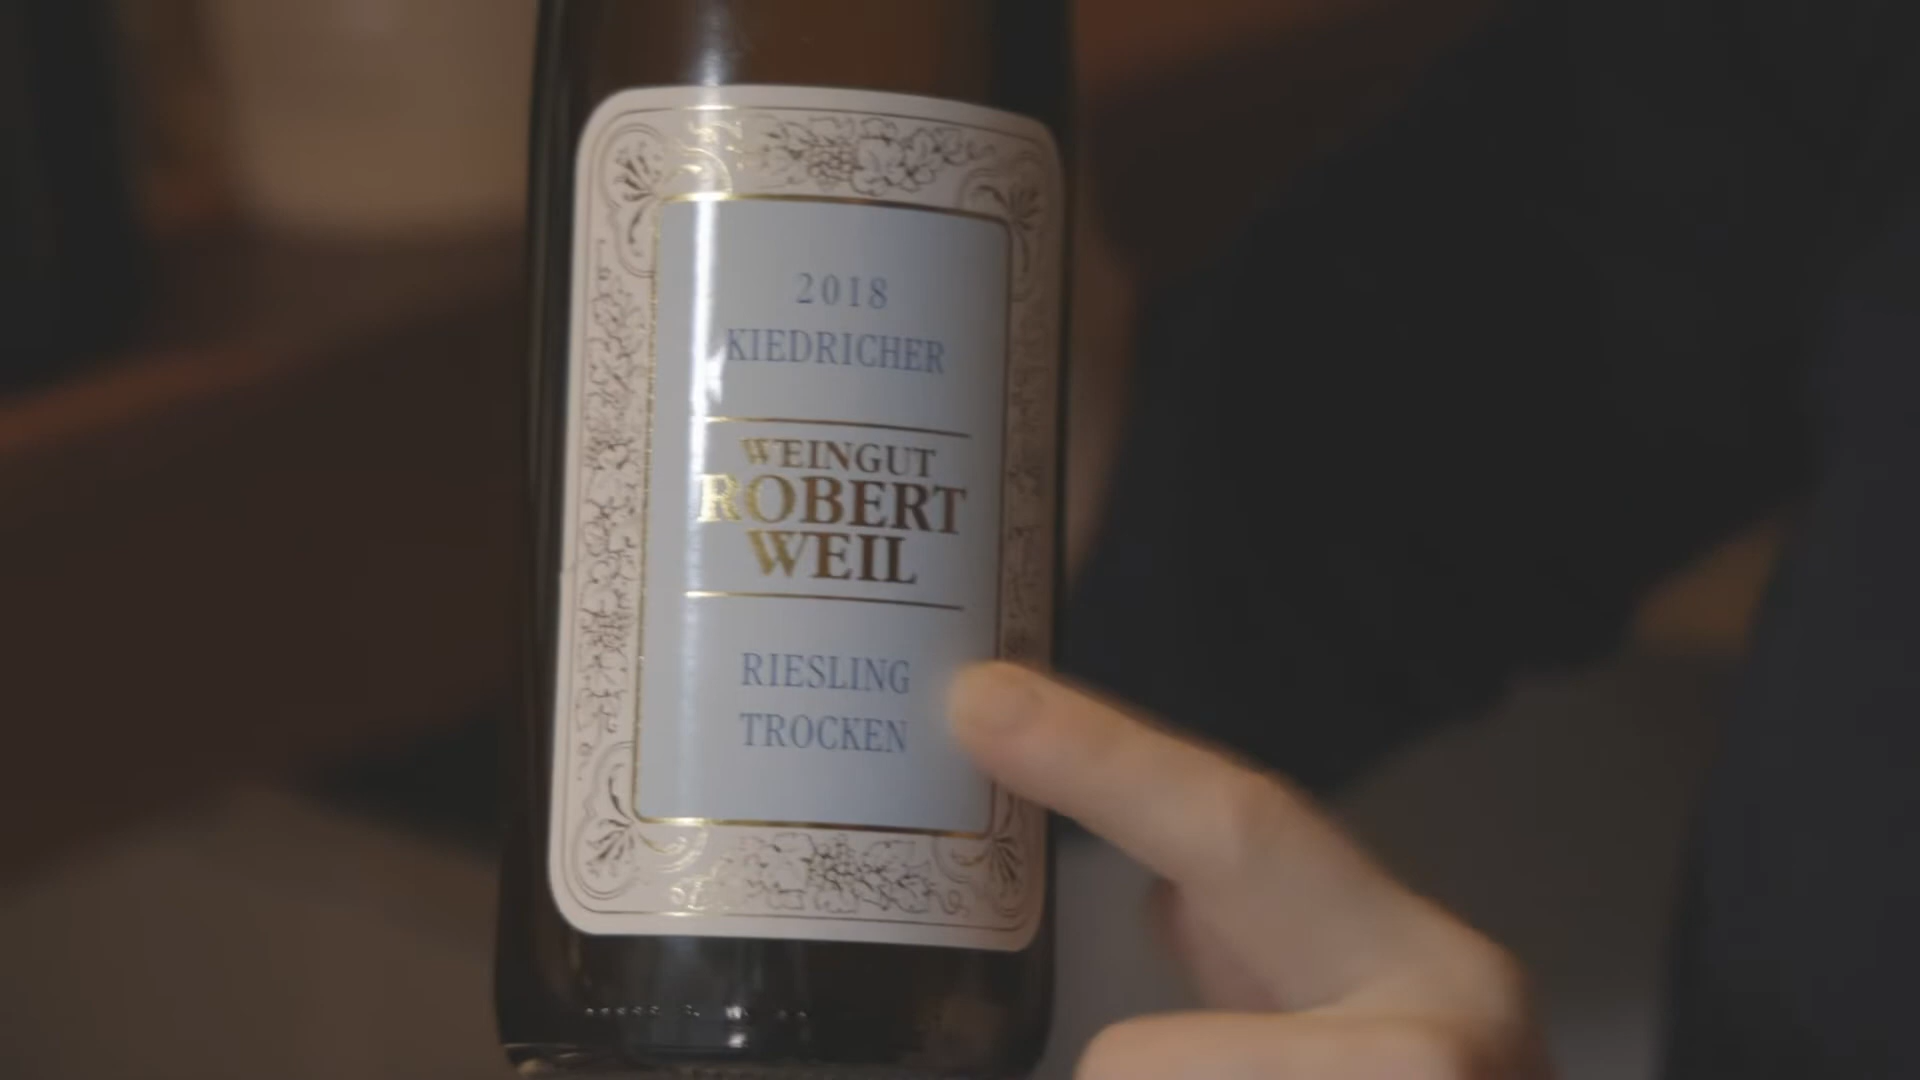 2018
KIEDRICHER
WEINGUT
ROBERT
WEIL
RIESLING
TROCKEN